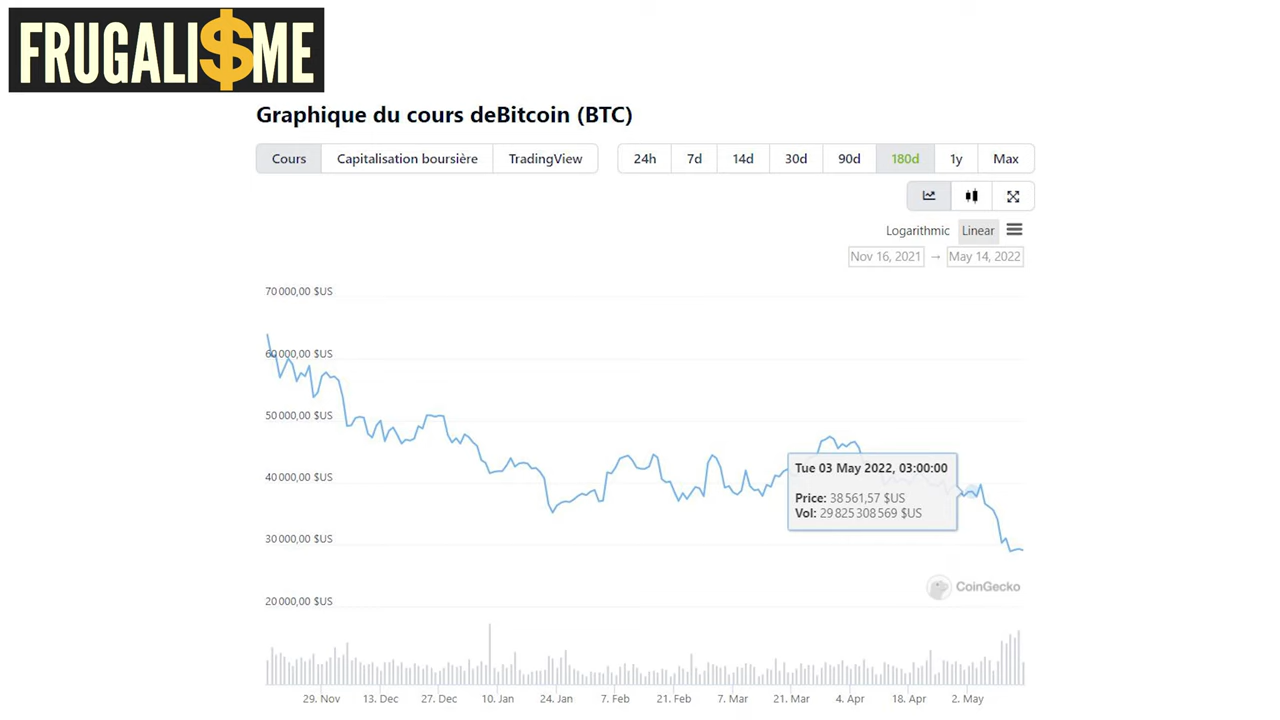 FRUGALI$ME
Graphique du cours deBitcoin (BTC)
Cours Capitalisation boursière TradingView 24h 7d 14d 30d 90d 180d 1y Max
Logarithmic Linear
Nov 16, 2021 → May 14, 2022
70 000,00 $US
60 000,00 $US
50 000,00 $US
40 000,00 $US
30 000,00 $US
20 000,00 $US
Tue 03 May 2022, 03:00:00
Price: 38 561,57 $US
Vol: 29 825 308 569 $US
CoinGecko
29. Nov 13. Dec 27. Dec 10. Jan 24. Jan 7. Feb 21. Feb 7. Mar 21. Mar 4. Apr 18. Apr 2. May